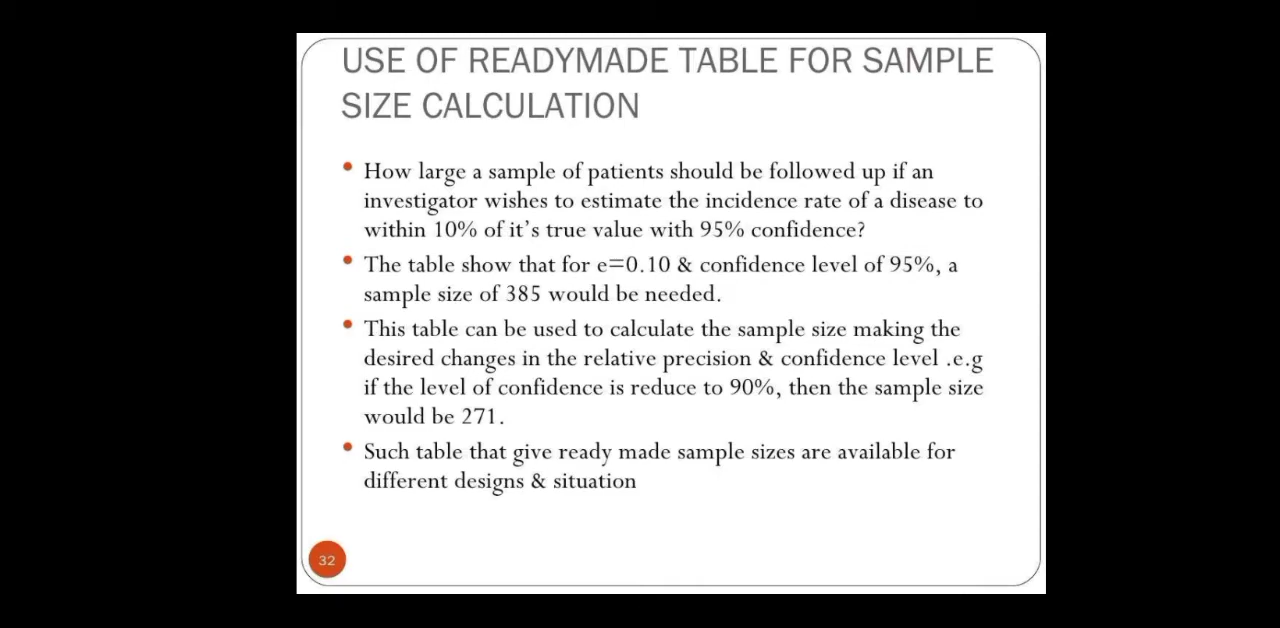 USE OF READYMADE TABLE FOR SAMPLE
SIZE CALCULATION
• How large a sample of patients should be followed up if an
investigator wishes to estimate the incidence rate of a disease to
within 10% of it's true value with 95% confidence?
• The table show that for e=0.10 & confidence level of 95%, a
sample size of 385 would be needed.
• This table can be used to calculate the sample size making the
desired changes in the relative precision & confidence level .e.g
if the level of confidence is reduce to 90%, then the sample size
would be 271.
• Such table that give ready made sample sizes are available for
different designs & situation
32